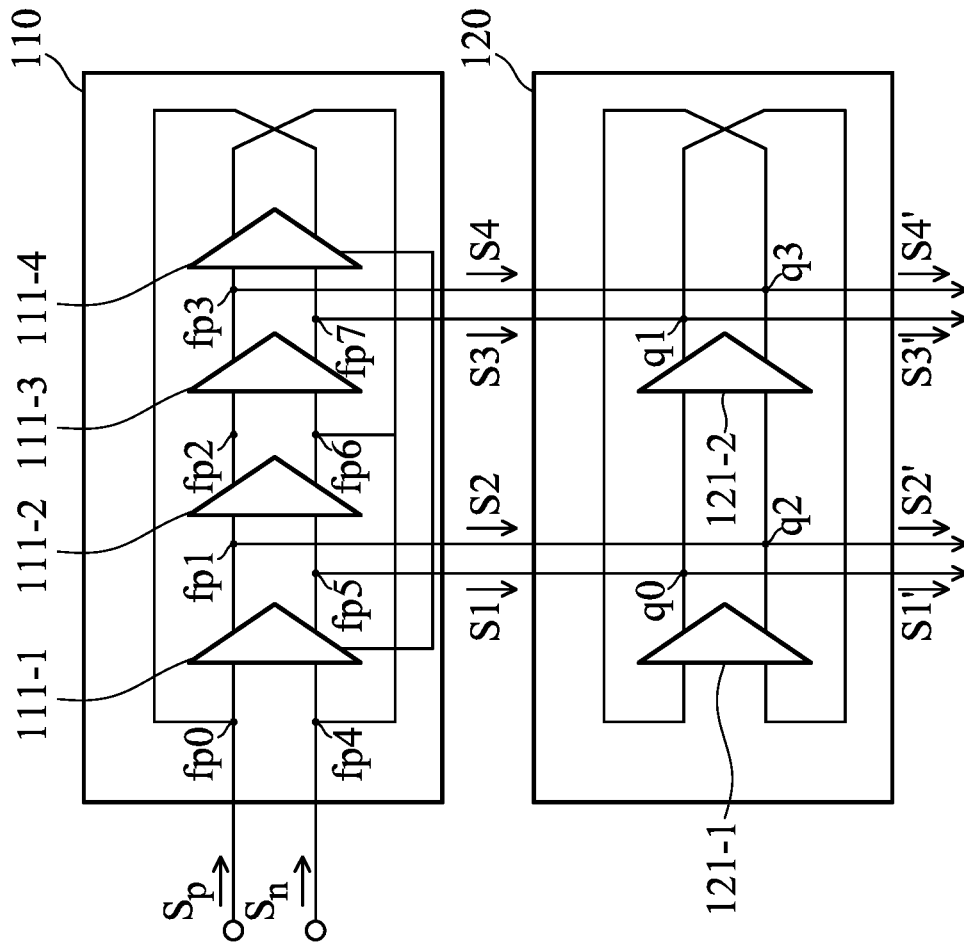 110
111-4
111-3
111-2
111-1
fp3
fp7
fp2
fp6
fp1
fp5
fp0
fp4
Sp
Sn
S4
S3
S2
S1
120
q3
q1
121-2
q2
q0
121-1
S4'
S3'
S2'
S1'